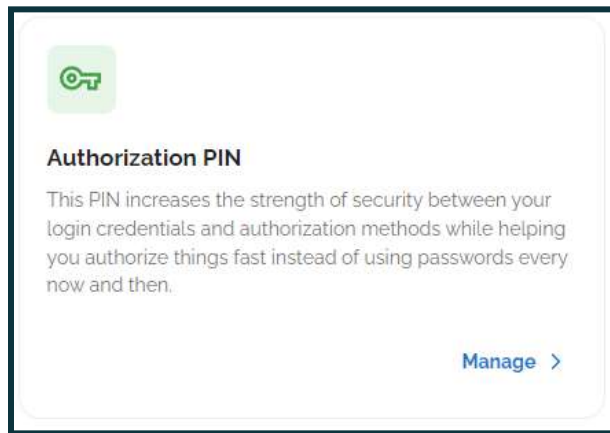 Authorization PIN
This PIN increases the strength of security between your
login credentials and authorization methods while helping
you authorize things fast instead of using passwords every
now and then.
Manage